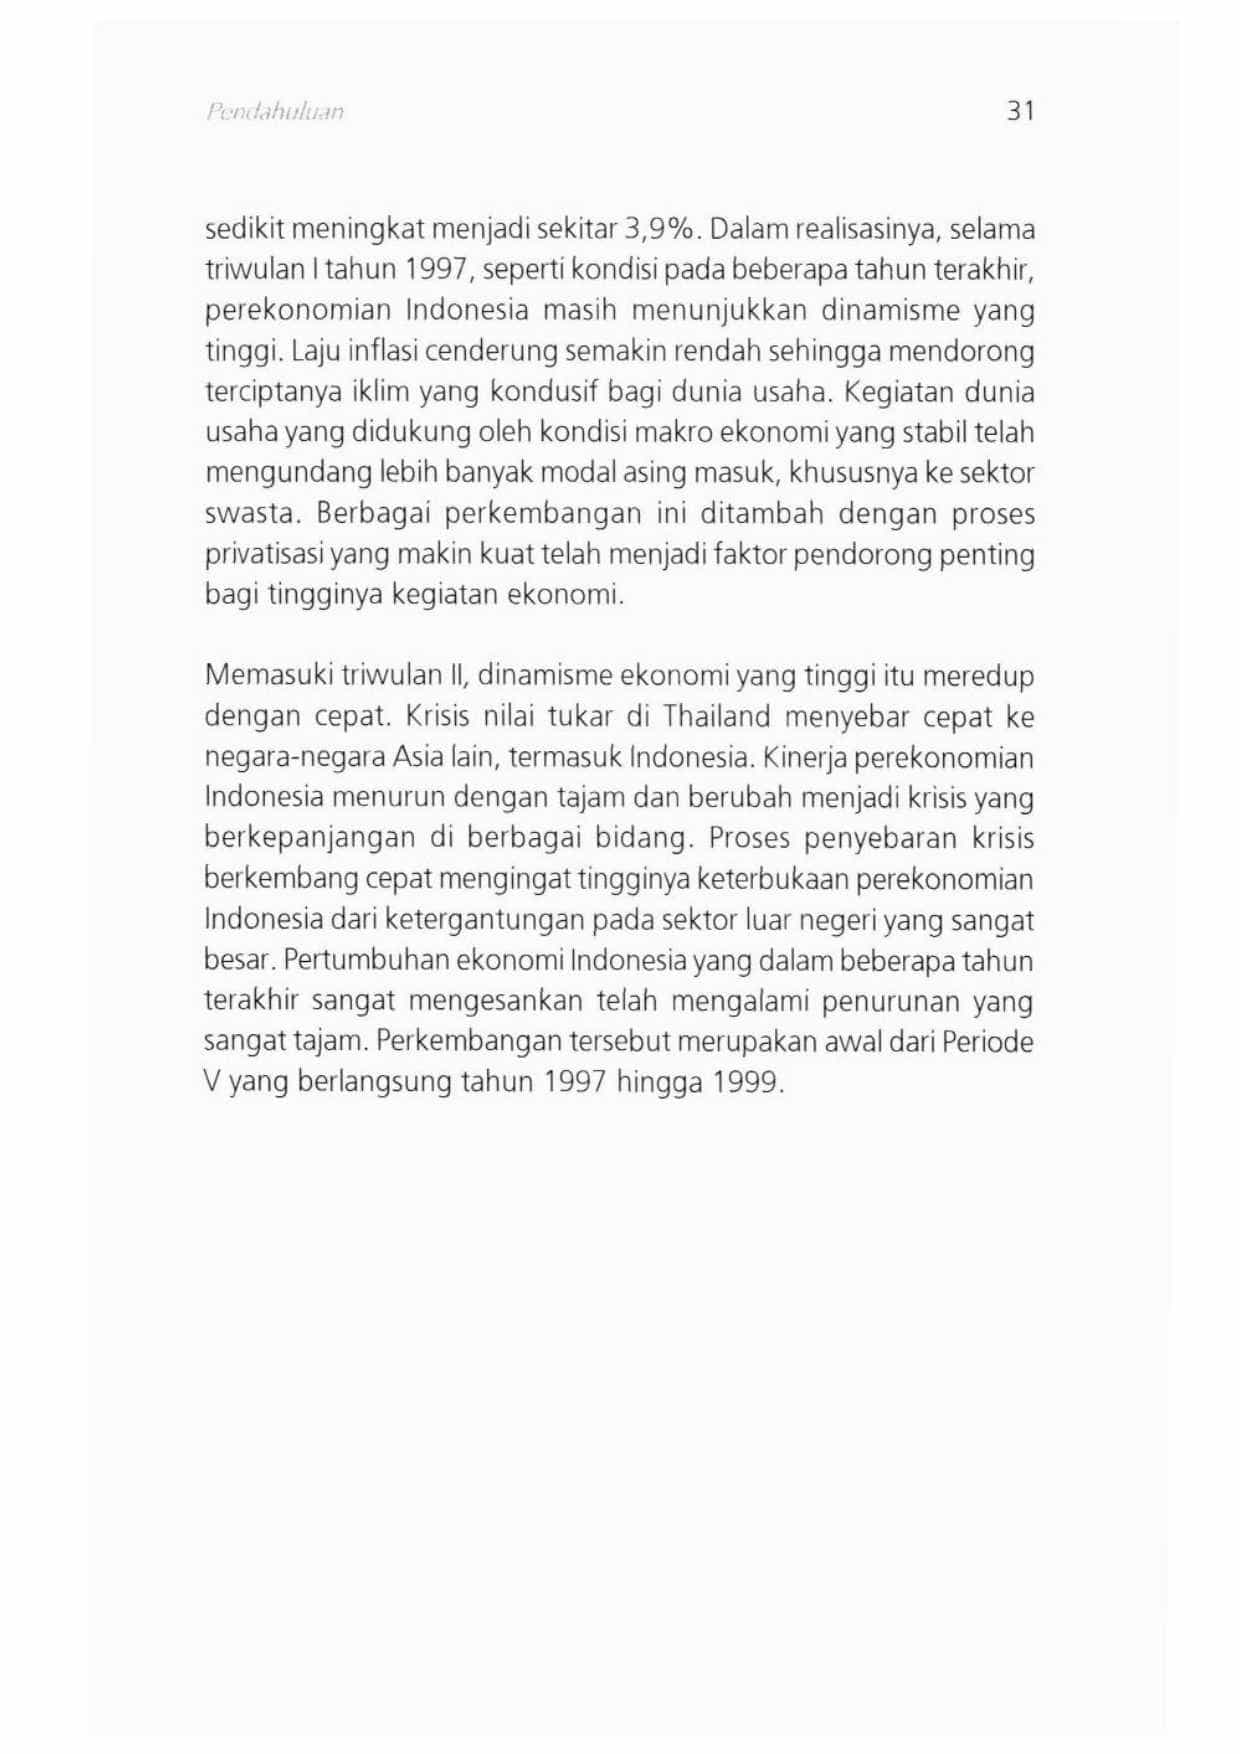 Pendahuluan 31
sedikit meningkat menjadi sekitar 3,9%. Dalam realisasinya, selama
triwulan I tahun 1997, seperti kondisi pada beberapa tahun terakhir,
perekonomian Indonesia masih menunjukkan dinamisme yang
tinggi. Laju inflasi cenderung semakin rendah sehingga mendorong
terciptanya iklim yang kondusif bagi dunia usaha. Kegiatan dunia
usaha yang didukung oleh kondisi makro ekonomi yang stabil telah
mengundang lebih banyak modal asing masuk, khususnya ke sektor
swasta. Berbagai perkembangan ini ditambah dengan proses
privatisasi yang makin kuat telah menjadi faktor pendorong penting
bagi tingginya kegiatan ekonomi.
Memasuki triwulan II, dinamisme ekonomi yang tinggi itu meredup
dengan cepat. Krisis nilai tukar di Thailand menyebar cepat ke
negara-negara Asia lain, termasuk Indonesia. Kinerja perekonomian
Indonesia menurun dengan tajam dan berubah menjadi krisis yang
berkepanjangan di berbagai bidang. Proses penyebaran krisis
berkembang cepat mengingat tingginya keterbukaan perekonomian
Indonesia dari ketergantungan pada sektor luar negeri yang sangat
besar. Pertumbuhan ekonomi Indonesia yang dalam beberapa tahun
terakhir sangat mengesankan telah mengalami penurunan yang
sangat tajam. Perkembangan tersebut merupakan awal dari Periode
V yang berlangsung tahun 1997 hingga 1999.